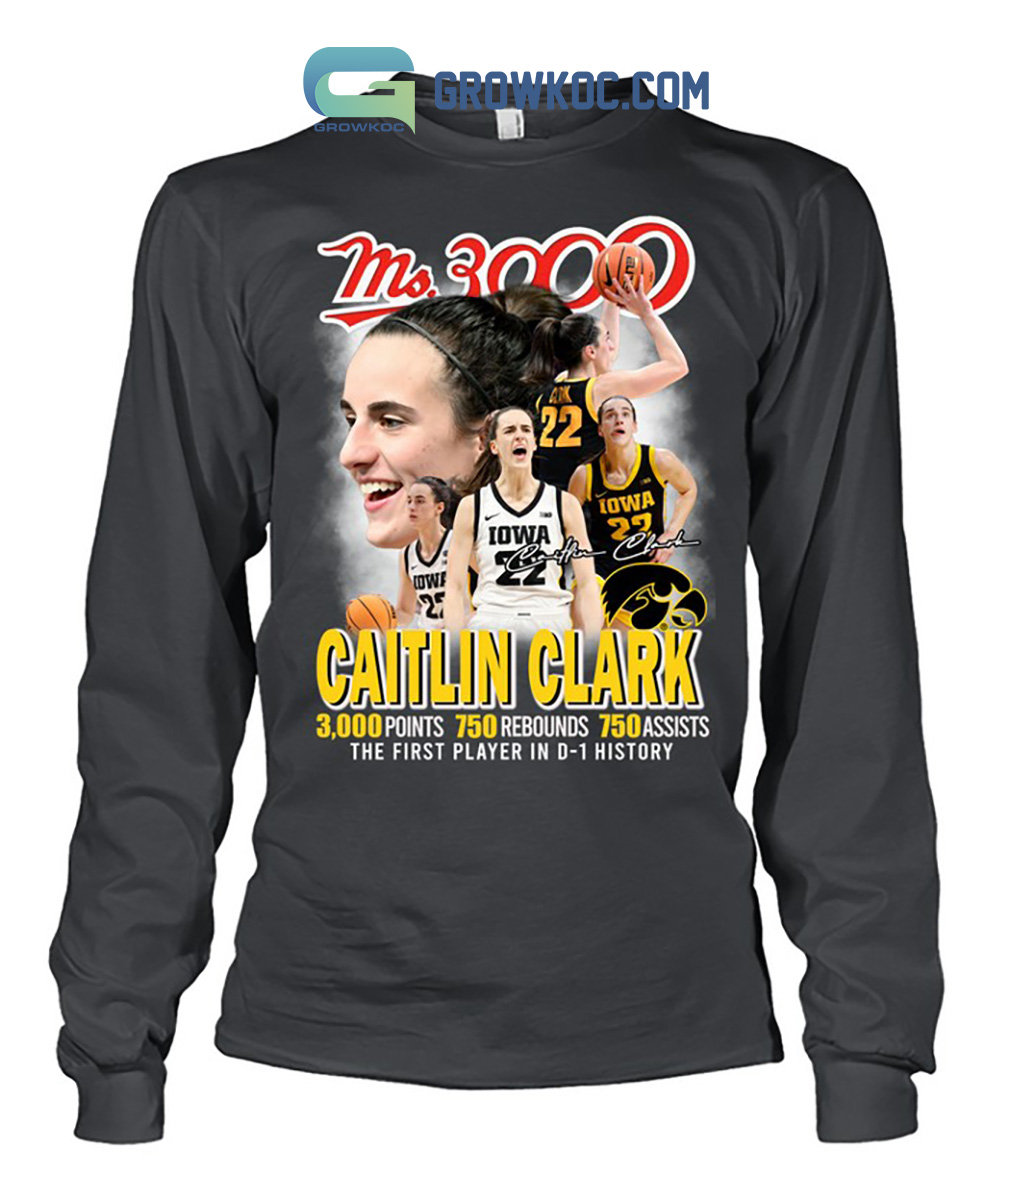 GROWKOC.COM
GROWKOC
Ms. 3000
22
IOWA
22
IOWA
22
IOWA
22
Caitlin Clark
CAITLIN CLARK
3,000 POINTS 750 REBOUNDS 750 ASSISTS
THE FIRST PLAYER IN D-1 HISTORY